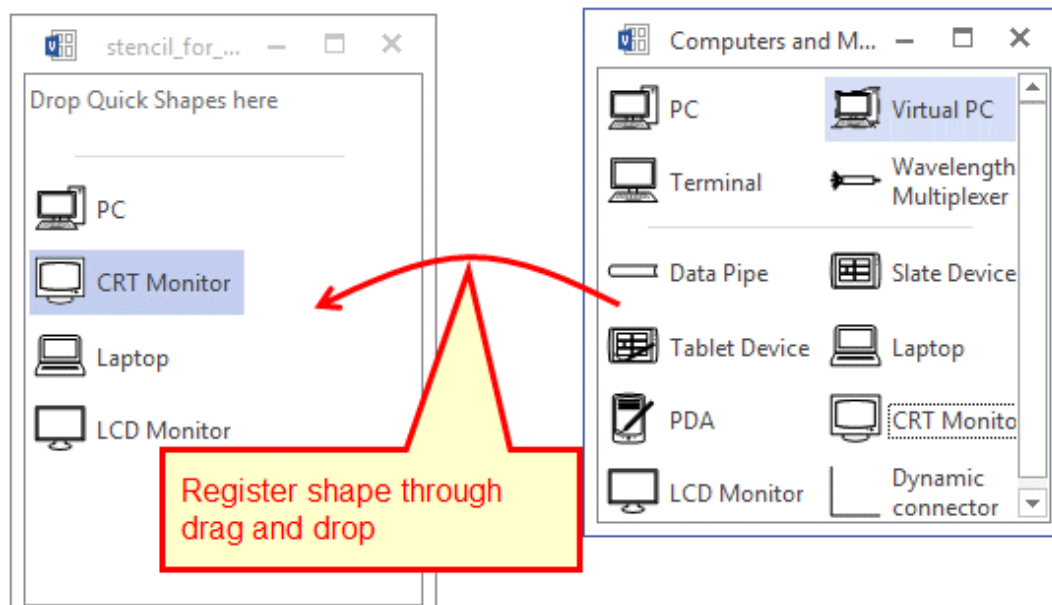 stencil_for_...
Drop Quick Shapes here
PC
CRT Monitor
Laptop
LCD Monitor
Register shape through
drag and drop
Computers and M...
PC
Virtual PC
Terminal
Wavelength
Multiplexer
Data Pipe
Slate Device
Tablet Device
Laptop
PDA
CRT Monito
LCD Monitor
Dynamic
connector